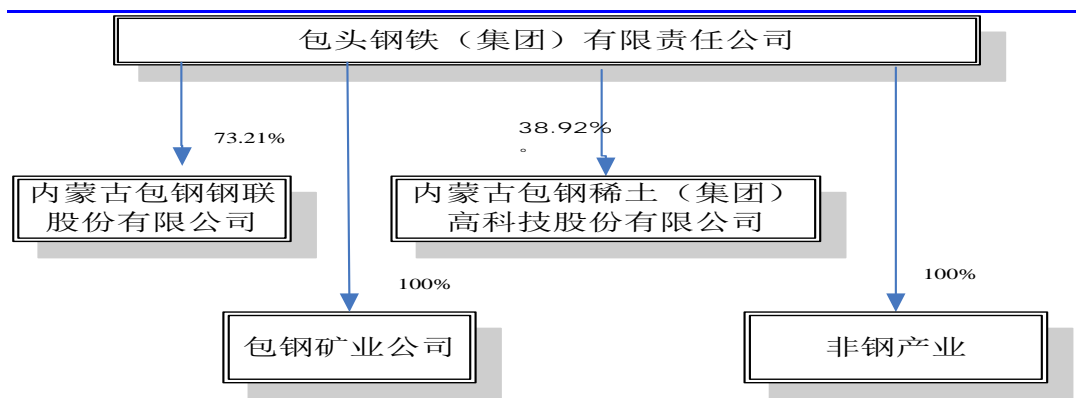 包头钢铁（集团）有限责任公司
73.21%
38.92%
。
内蒙古包钢钢联
股份有限公司
内蒙古包钢稀土（集团）
高科技股份有限公司
100%
100%
包钢矿业公司
非钢产业